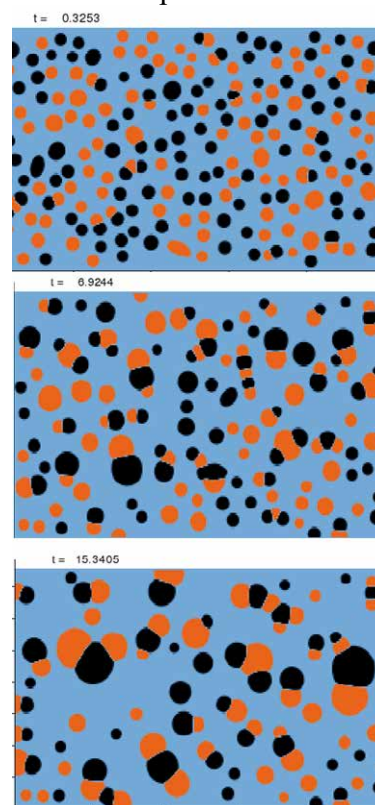 t = 0.3253
t = 6.9244
t = 15.3405